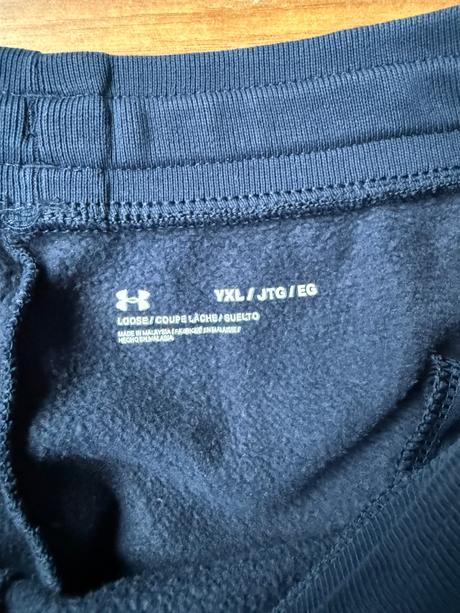 YXL / JTG / EG
LOOSE / COUPE LÂCHE / SUELTO
MADE IN MALAYSIA / FABRIQUÉ EN MALAISIE /
HECHO EN MALASIA